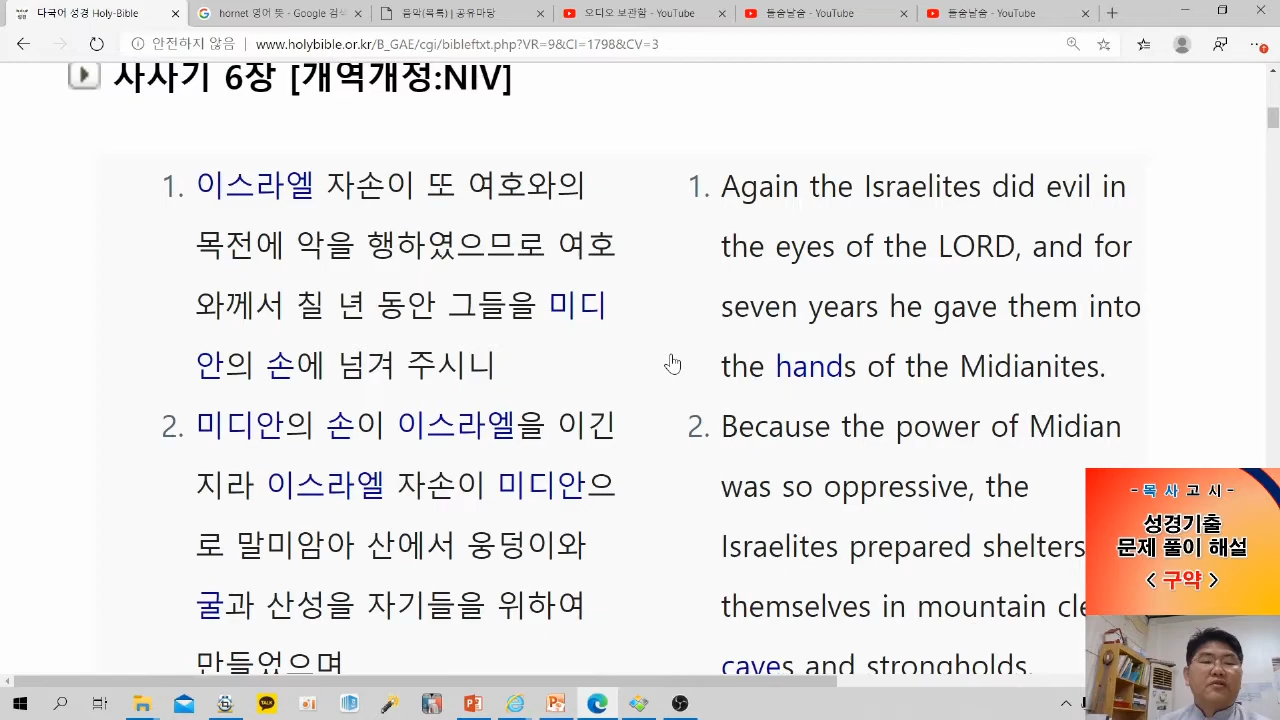 다국어 성경 Holy-Bible
hornet 영어 뜻 - Google 검색
음악(목록) | 공유마당
오디오 보관함 - YouTube
돌숨날숨 - YouTube
돌숨날숨 - YouTube
안전하지 않음 | www.holybible.or.kr/B_GAE/cgi/bibleftxt.php?VR=9&CI=1798&CV=3
사사기 6장 [개역개정:NIV]
1. 이스라엘 자손이 또 여호와의
목전에 악을 행하였으므로 여호
와께서 칠 년 동안 그들을 미디
안의 손에 넘겨 주시니
2. 미디안의 손이 이스라엘을 이긴
지라 이스라엘 자손이 미디안으
로 말미암아 산에서 웅덩이와
굴과 산성을 자기들을 위하여
만들었으며
1. Again the Israelites did evil in
the eyes of the LORD, and for
seven years he gave them into
the hands of the Midianites.
2. Because the power of Midian
was so oppressive, the
Israelites prepared shelters
themselves in mountain cle
caves and strongholds.
- 목 사 고 시 -
성경기출
문제 풀이 해설
< 구약 >
TALK